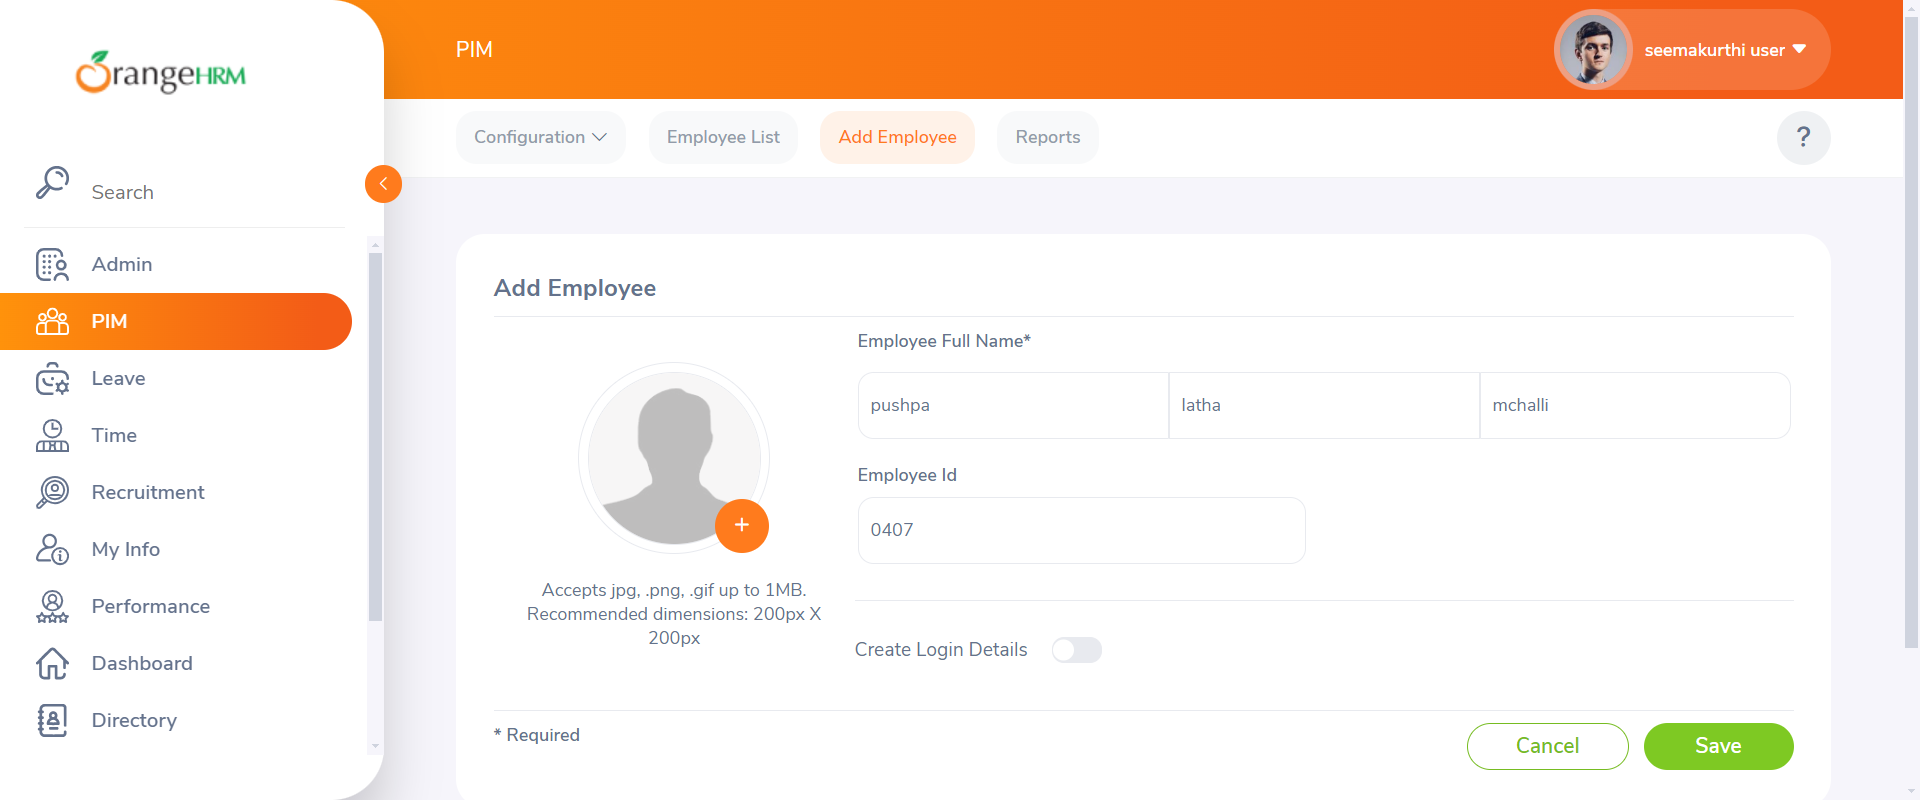 OrangeHRM
Search
Admin
PIM
Leave
Time
Recruitment
My Info
Performance
Dashboard
Directory
PIM
seemakurthi user
Configuration
Employee List
Add Employee
Reports
?
Add Employee
Accepts jpg, .png, .gif up to 1MB.
Recommended dimensions: 200px X
200px
Employee Full Name*
pushpa
latha
mchalli
Employee Id
0407
Create Login Details
* Required
Cancel
Save